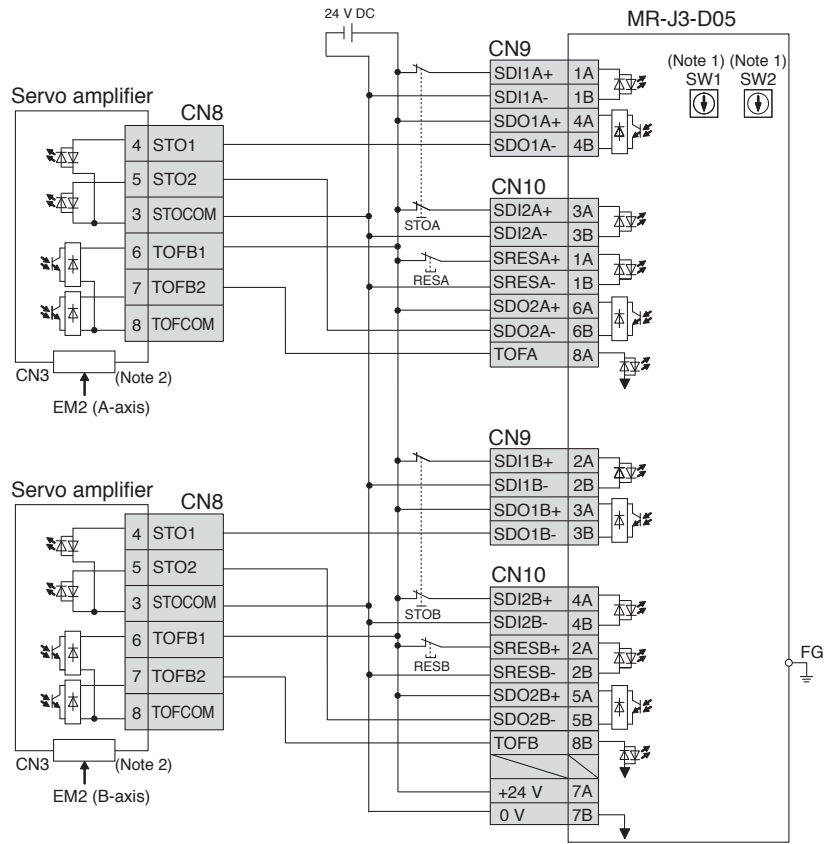 24 V DC
MR-J3-D05
(Note 1) (Note 1)
SW1 SW2
CN9
SDI1A+ 1A
SDI1A- 1B
SDO1A+ 4A
SDO1A- 4B
Servo amplifier
CN8
4 STO1
5 STO2
3 STOCOM
6 TOFB1
7 TOFB2
8 TOFCOM
CN3
(Note 2)
EM2 (A-axis)
CN10
SDI2A+ 3A
SDI2A- 3B
SRESA+ 1A
SRESA- 1B
SDO2A+ 6A
SDO2A- 6B
TOFA 8A
STOA
RESA
CN9
SDI1B+ 2A
SDI1B- 2B
SDO1B+ 3A
SDO1B- 3B
Servo amplifier
CN8
4 STO1
5 STO2
3 STOCOM
6 TOFB1
7 TOFB2
8 TOFCOM
CN3
(Note 2)
EM2 (B-axis)
CN10
SDI2B+ 4A
SDI2B- 4B
SRESB+ 2A
SRESB- 2B
SDO2B+ 5A
SDO2B- 5B
TOFB 8B
+24 V 7A
0 V 7B
STOB
RESB
FG